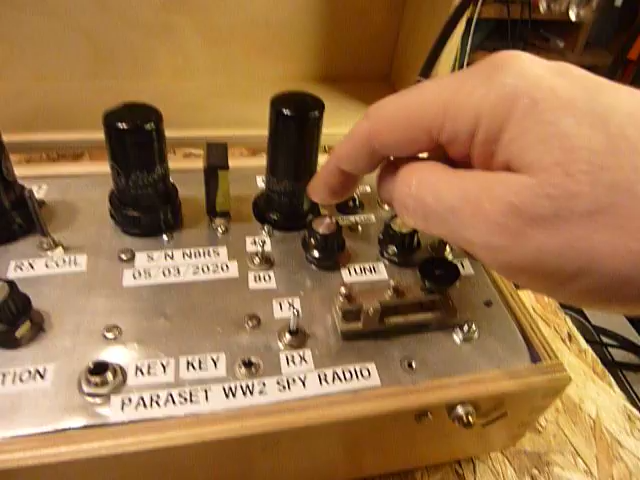 RX COIL
S/N NBRS
05/03/2020
40
80
TUNE
TX
RX
TION
KEY KEY
PARASET WW2 SPY RADIO